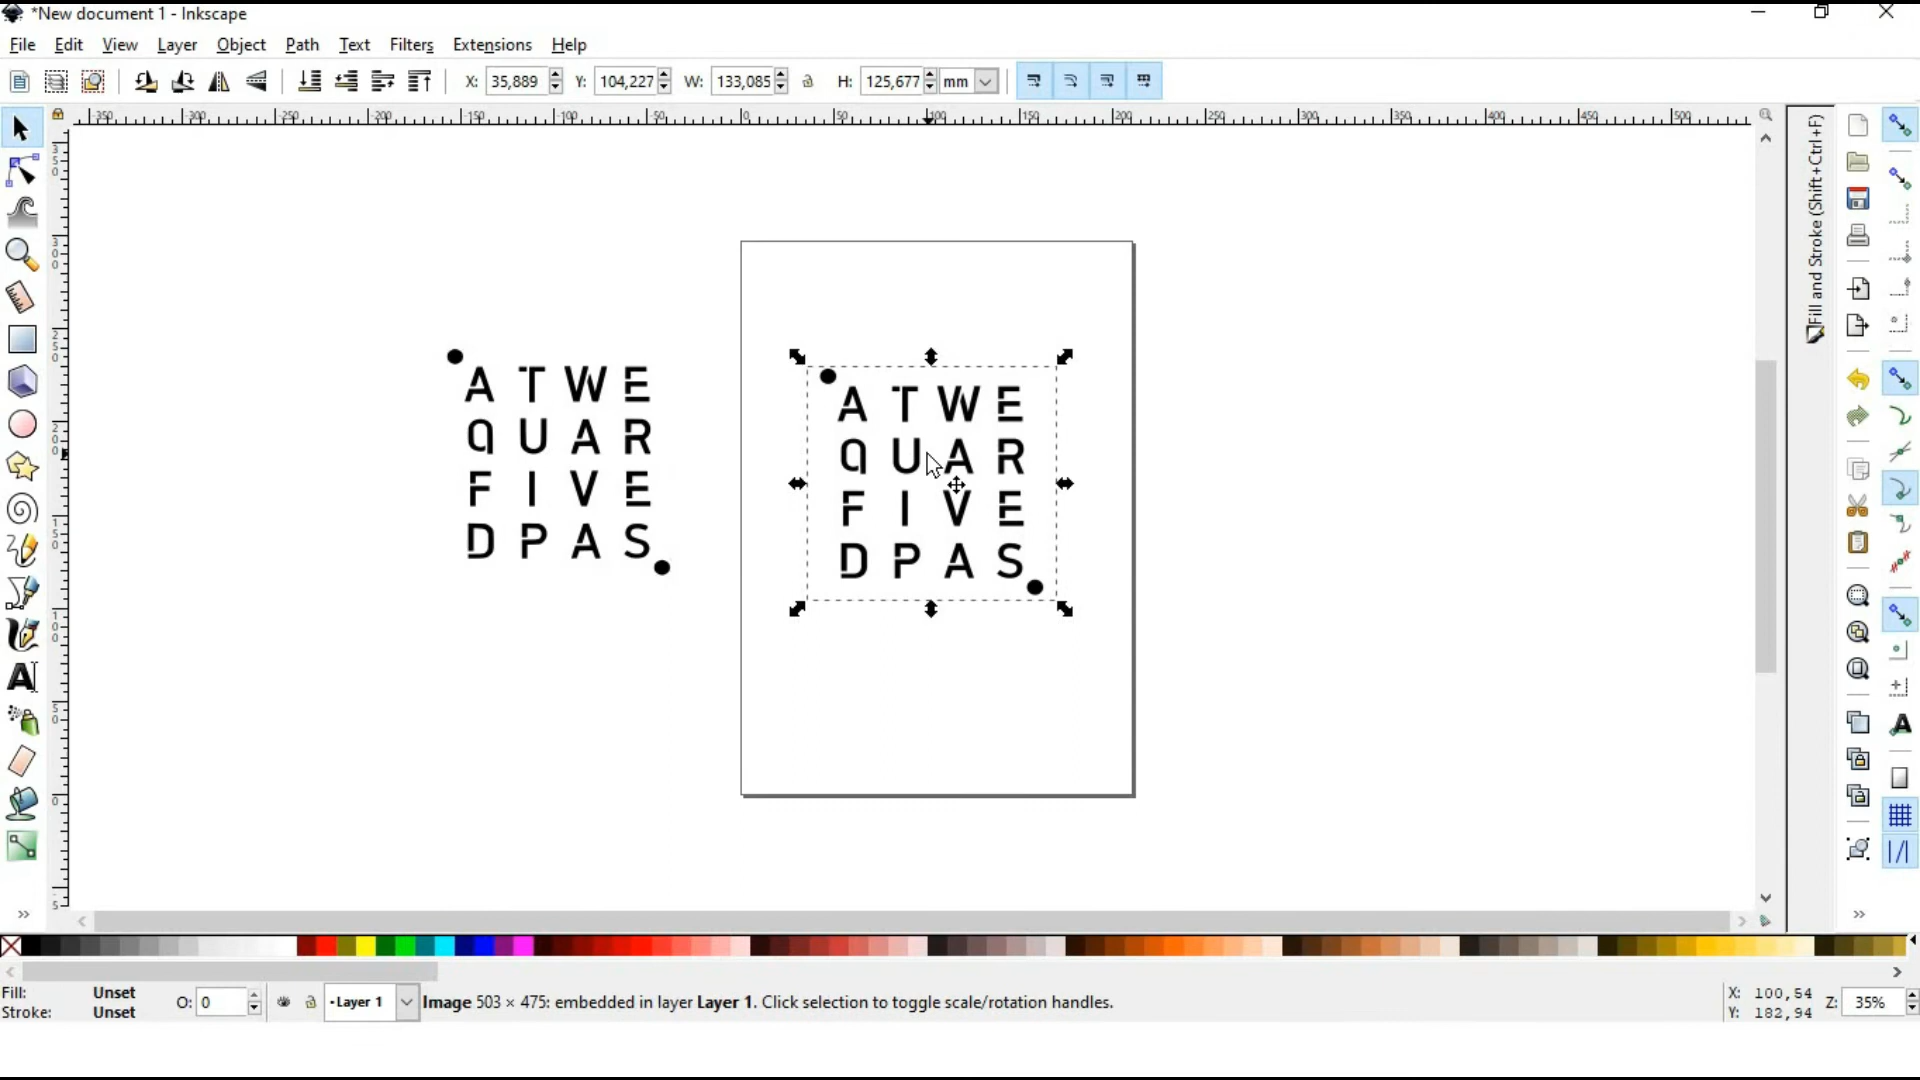 *New document 1 - Inkscape
File Edit View Layer Object Path Text Filters Extensions Help
X: 35,889 Y: 104,227 W: 133,085 H: 125,677 mm
Fill and Stroke (Shift+Ctrl+F)
A T W E
Q U A R
F I V E
D P A S
A T W E
Q U A R
F I V E
D P A S
Fill: Unset
Stroke: Unset
O: 0
Layer 1
Image 503 × 475: embedded in layer Layer 1. Click selection to toggle scale/rotation handles.
X: 100,54
Y: 182,94
Z: 35%